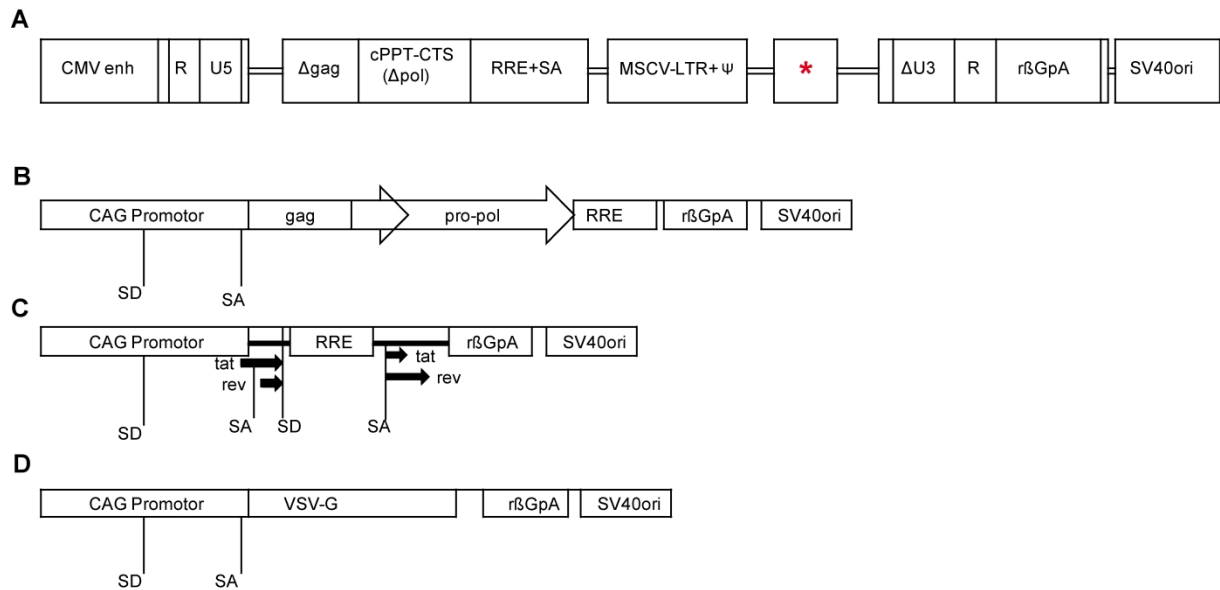 A
CMV enh R U5 Δgag cPPT-CTS (Δpol) RRE+SA MSCV-LTR+ Ψ * ΔU3 R rßGpA SV40ori
B
CAG Promotor gag pro-pol RRE rßGpA SV40ori
SD SA
C
CAG Promotor RRE rßGpA SV40ori
tat tat
rev rev
SD SA SD SA
D
CAG Promotor VSV-G rßGpA SV40ori
SD SA